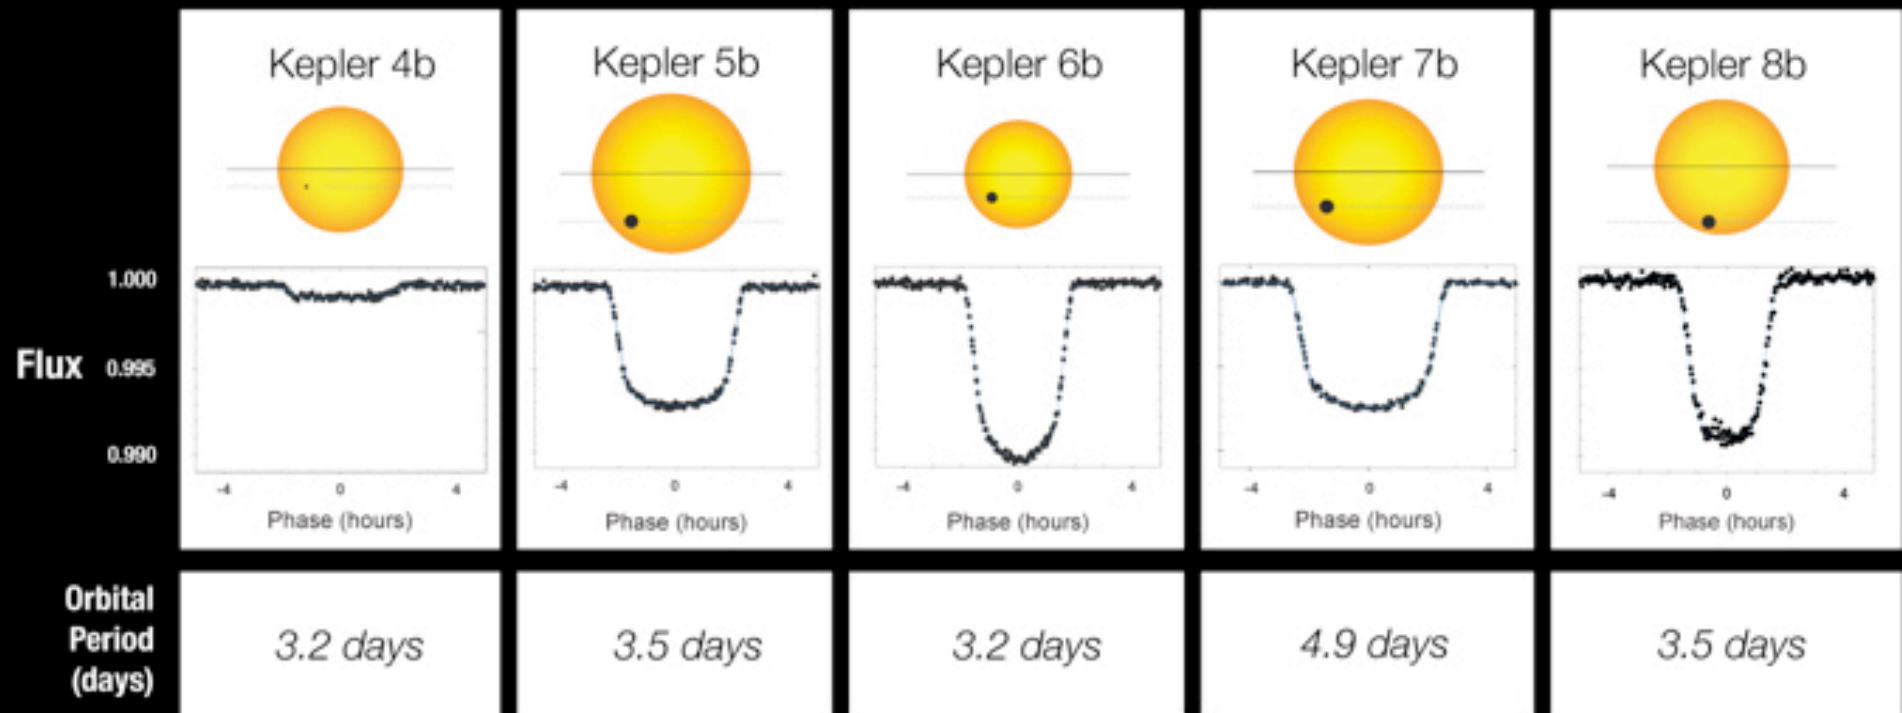 Kepler 4b
Kepler 5b
Kepler 6b
Kepler 7b
Kepler 8b
Flux
1.000
0.995
0.990
-4 0 4
Phase (hours)
-4 0 4
Phase (hours)
-4 0 4
Phase (hours)
-4 0 4
Phase (hours)
-4 0 4
Phase (hours)
Orbital
Period
(days)
3.2 days
3.5 days
3.2 days
4.9 days
3.5 days